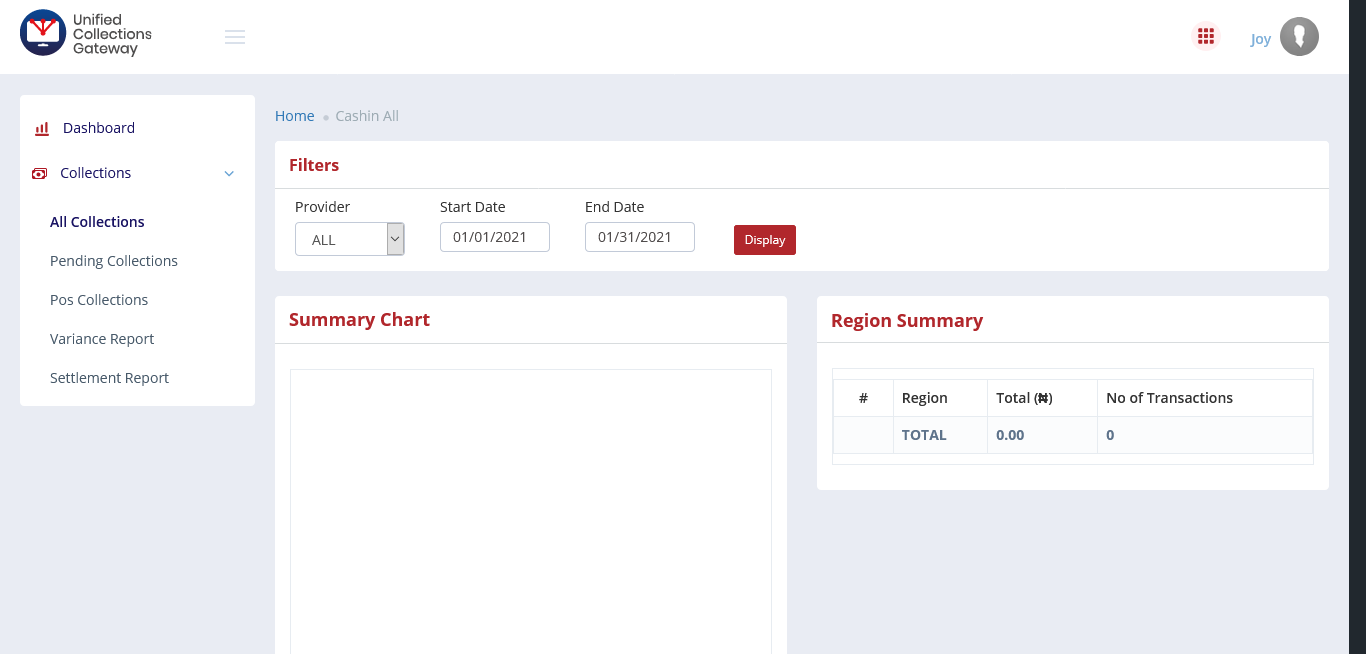 Unified
Collections
Gateway
Joy
Dashboard
Collections
All Collections
Pending Collections
Pos Collections
Variance Report
Settlement Report
Home Cashin All
Filters
Provider Start Date End Date
ALL 01/01/2021 01/31/2021 Display
Summary Chart
Region Summary
# Region Total (₦) No of Transactions
TOTAL 0.00 0